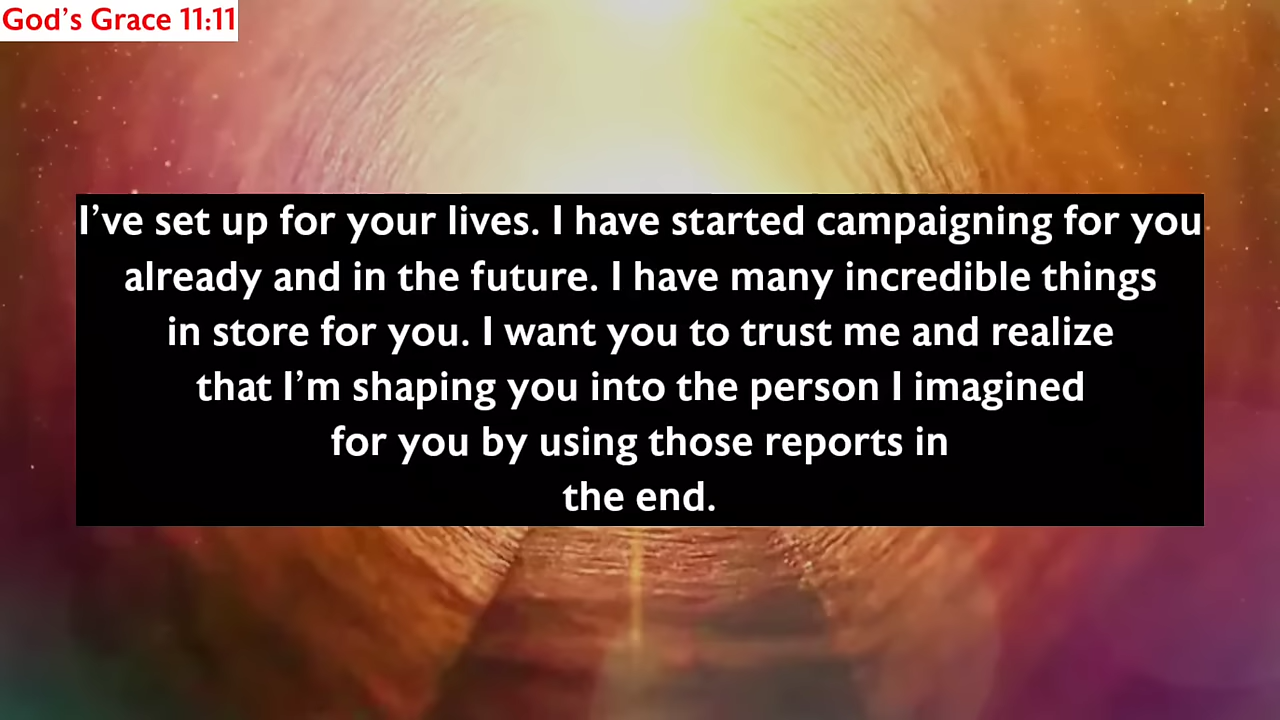 God’s Grace 11:11
I’ve set up for your lives. I have started campaigning for you
already and in the future. I have many incredible things
in store for you. I want you to trust me and realize
that I’m shaping you into the person I imagined
for you by using those reports in
the end.